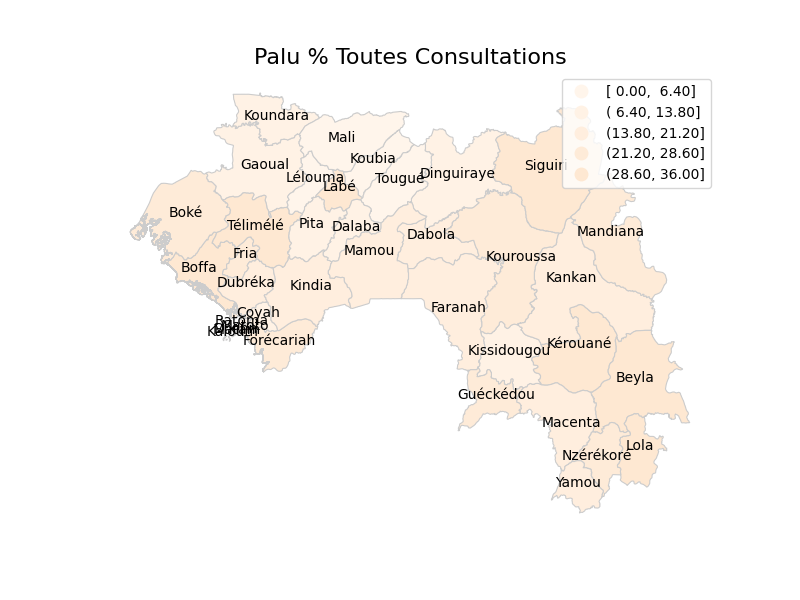 Palu % Toutes Consultations
[ 0.00,  6.40]
( 6.40, 13.80]
(13.80, 21.20]
(21.20, 28.60]
(28.60, 36.00]
Koundara
Mali
Koubia
Gaoual
Lélouma
Labé
Tougué
Dinguiraye
Siguiri
Boké
Télimélé
Pita
Dalaba
Dabola
Mandiana
Fria
Mamou
Kouroussa
Boffa
Dubréka
Kindia
Kankan
Coyah
Faranah
Ratoma
Forécariah
Kissidougou
Kérouané
Beyla
Guéckédou
Macenta
Lola
Nzérékoré
Yamou